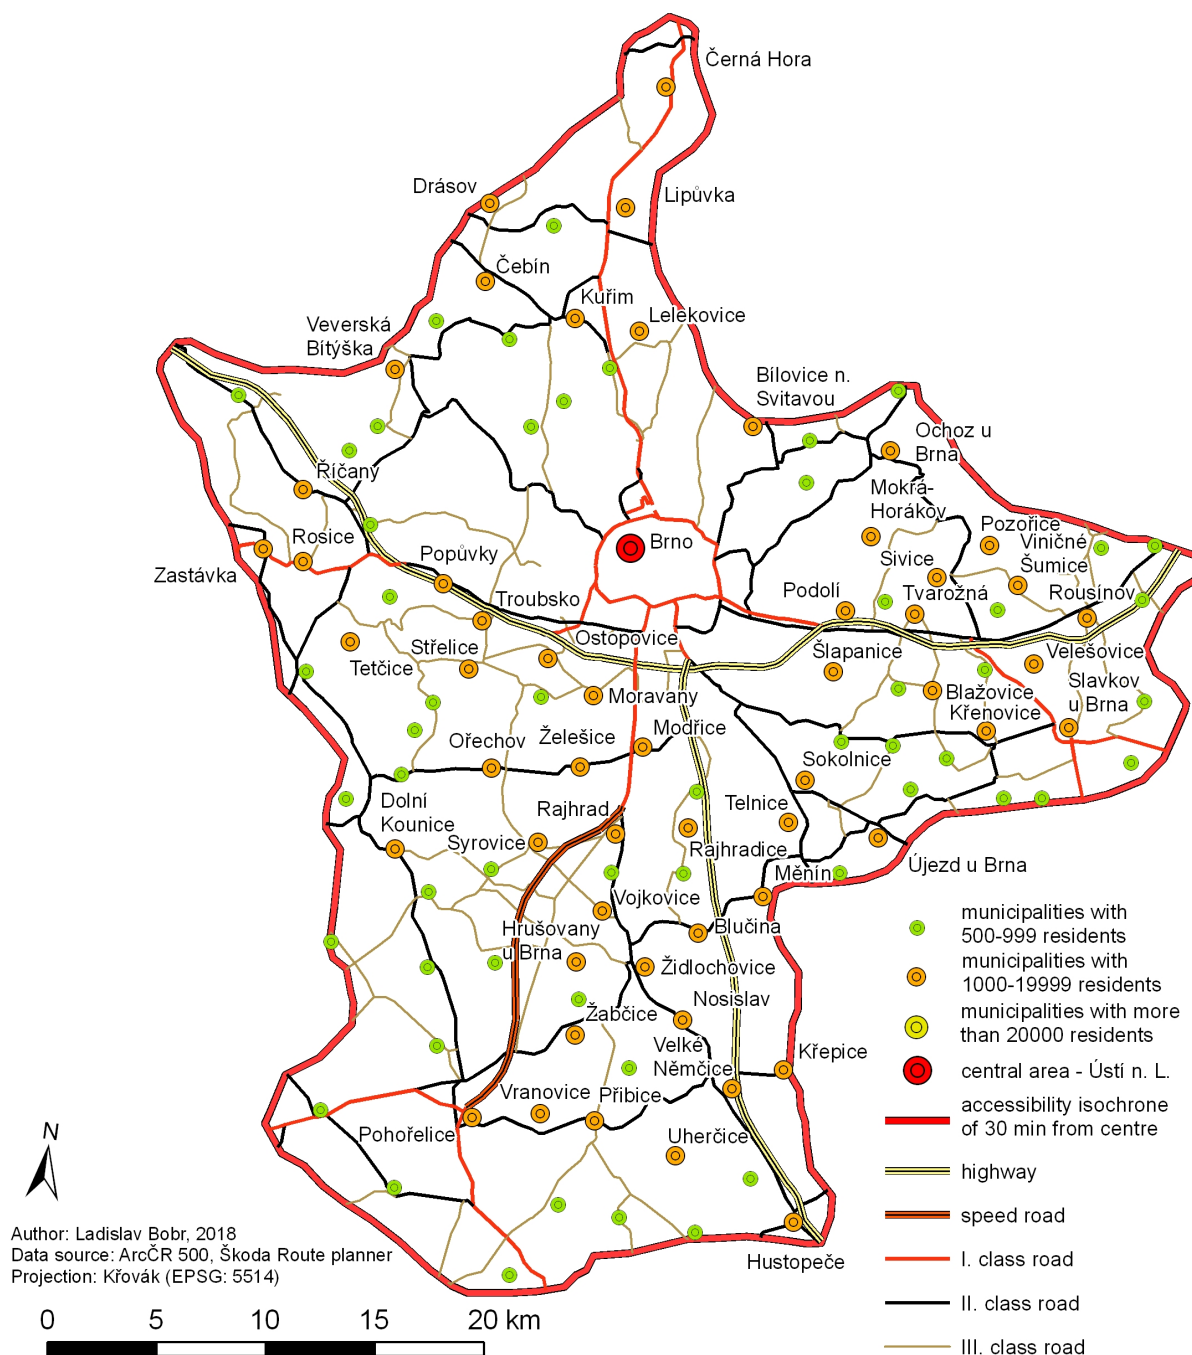 Černá Hora
Drásov
Lipůvka
Čebín
Kuřim
Lelekovice
Veverská
Bítýška
Bílovice n.
Svitavou
Ochoz u
Brna
Říčany
Mokrá-
Horákov
Pozořice
Viničné
Šumice
Rosice
Brno
Zastávka
Popůvky
Sivice
Troubsko
Podolí
Tvarožná
Rousínov
Ostopovice
Střelice
Tetčice
Šlapanice
Velešovice
Slavkov
u Brna
Moravany
Blažovice
Křenovice
Modřice
Želešice
Ořechov
Sokolnice
Dolní
Kounice
Rajhrad
Telnice
Syrovice
Rajhradice
Měnín
Újezd u Brna
Vojkovice
Hrušovany
u Brna
Blučina
Židlochovice
Nosislav
Žabčice
Velké
Němčice
Křepice
Vranovice
Přibice
Pohořelice
Uherčice
Hustopeče
municipalities with
500-999 residents
municipalities with
1000-19999 residents
municipalities with more
than 20000 residents
central area - Ústí n. L.
accessibility isochrone
of 30 min from centre
highway
speed road
I. class road
II. class road
III. class road
N
Author: Ladislav Bobr, 2018
Data source: ArcČR 500, Škoda Route planner
Projection: Křovák (EPSG: 5514)
0 5 10 15 20 km